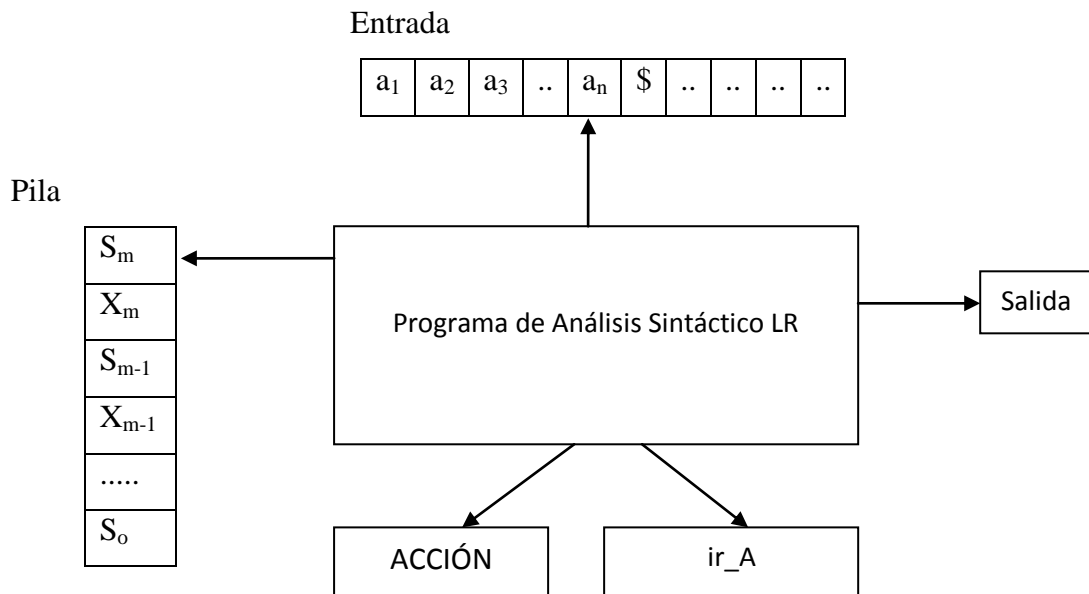 Entrada
a₁ a₂ a₃ .. aₙ $ .. .. .. ..
Pila
Sₘ
Xₘ
Sₘ₋₁
Xₘ₋₁
.....
Sₒ
Programa de Análisis Sintáctico LR
Salida
ACCIÓN
ir_A